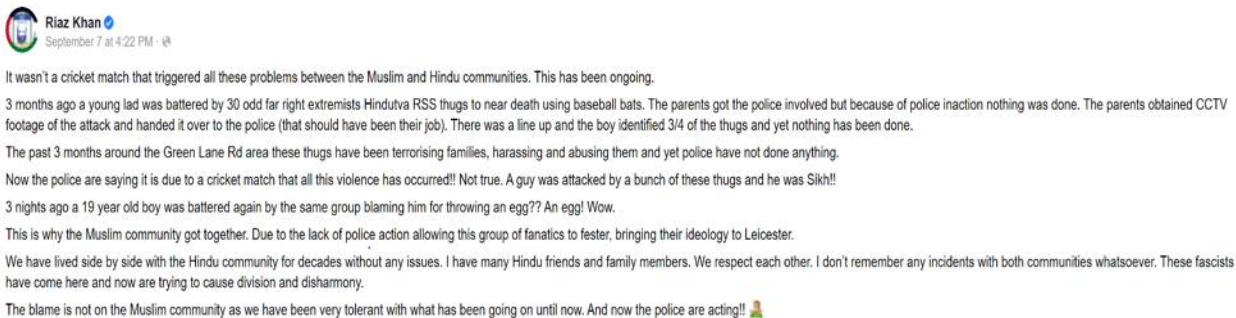 Riaz Khan
September 7 at 4:22 PM ·
It wasn't a cricket match that triggered all these problems between the Muslim and Hindu communities. This has been ongoing.
3 months ago a young lad was battered by 30 odd far right extremists Hindutva RSS thugs to near death using baseball bats. The parents got the police involved but because of police inaction nothing was done. The parents obtained CCTV
footage of the attack and handed it over to the police (that should have been their job). There was a line up and the boy identified 3/4 of the thugs and yet nothing has been done.
The past 3 months around the Green Lane Rd area these thugs have been terrorising families, harassing and abusing them and yet police have not done anything.
Now the police are saying it is due to a cricket match that all this violence has occurred!! Not true. A guy was attacked by a bunch of these thugs and he was Sikh!!
3 nights ago a 19 year old boy was battered again by the same group blaming him for throwing an egg?? An egg! Wow.
This is why the Muslim community got together. Due to the lack of police action allowing this group of fanatics to fester, bringing their ideology to Leicester.
We have lived side by side with the Hindu community for decades without any issues. I have many Hindu friends and family members. We respect each other. I don't remember any incidents with both communities whatsoever. These fascists
have come here and now are trying to cause division and disharmony.
The blame is not on the Muslim community as we have been very tolerant with what has been going on until now. And now the police are acting!!